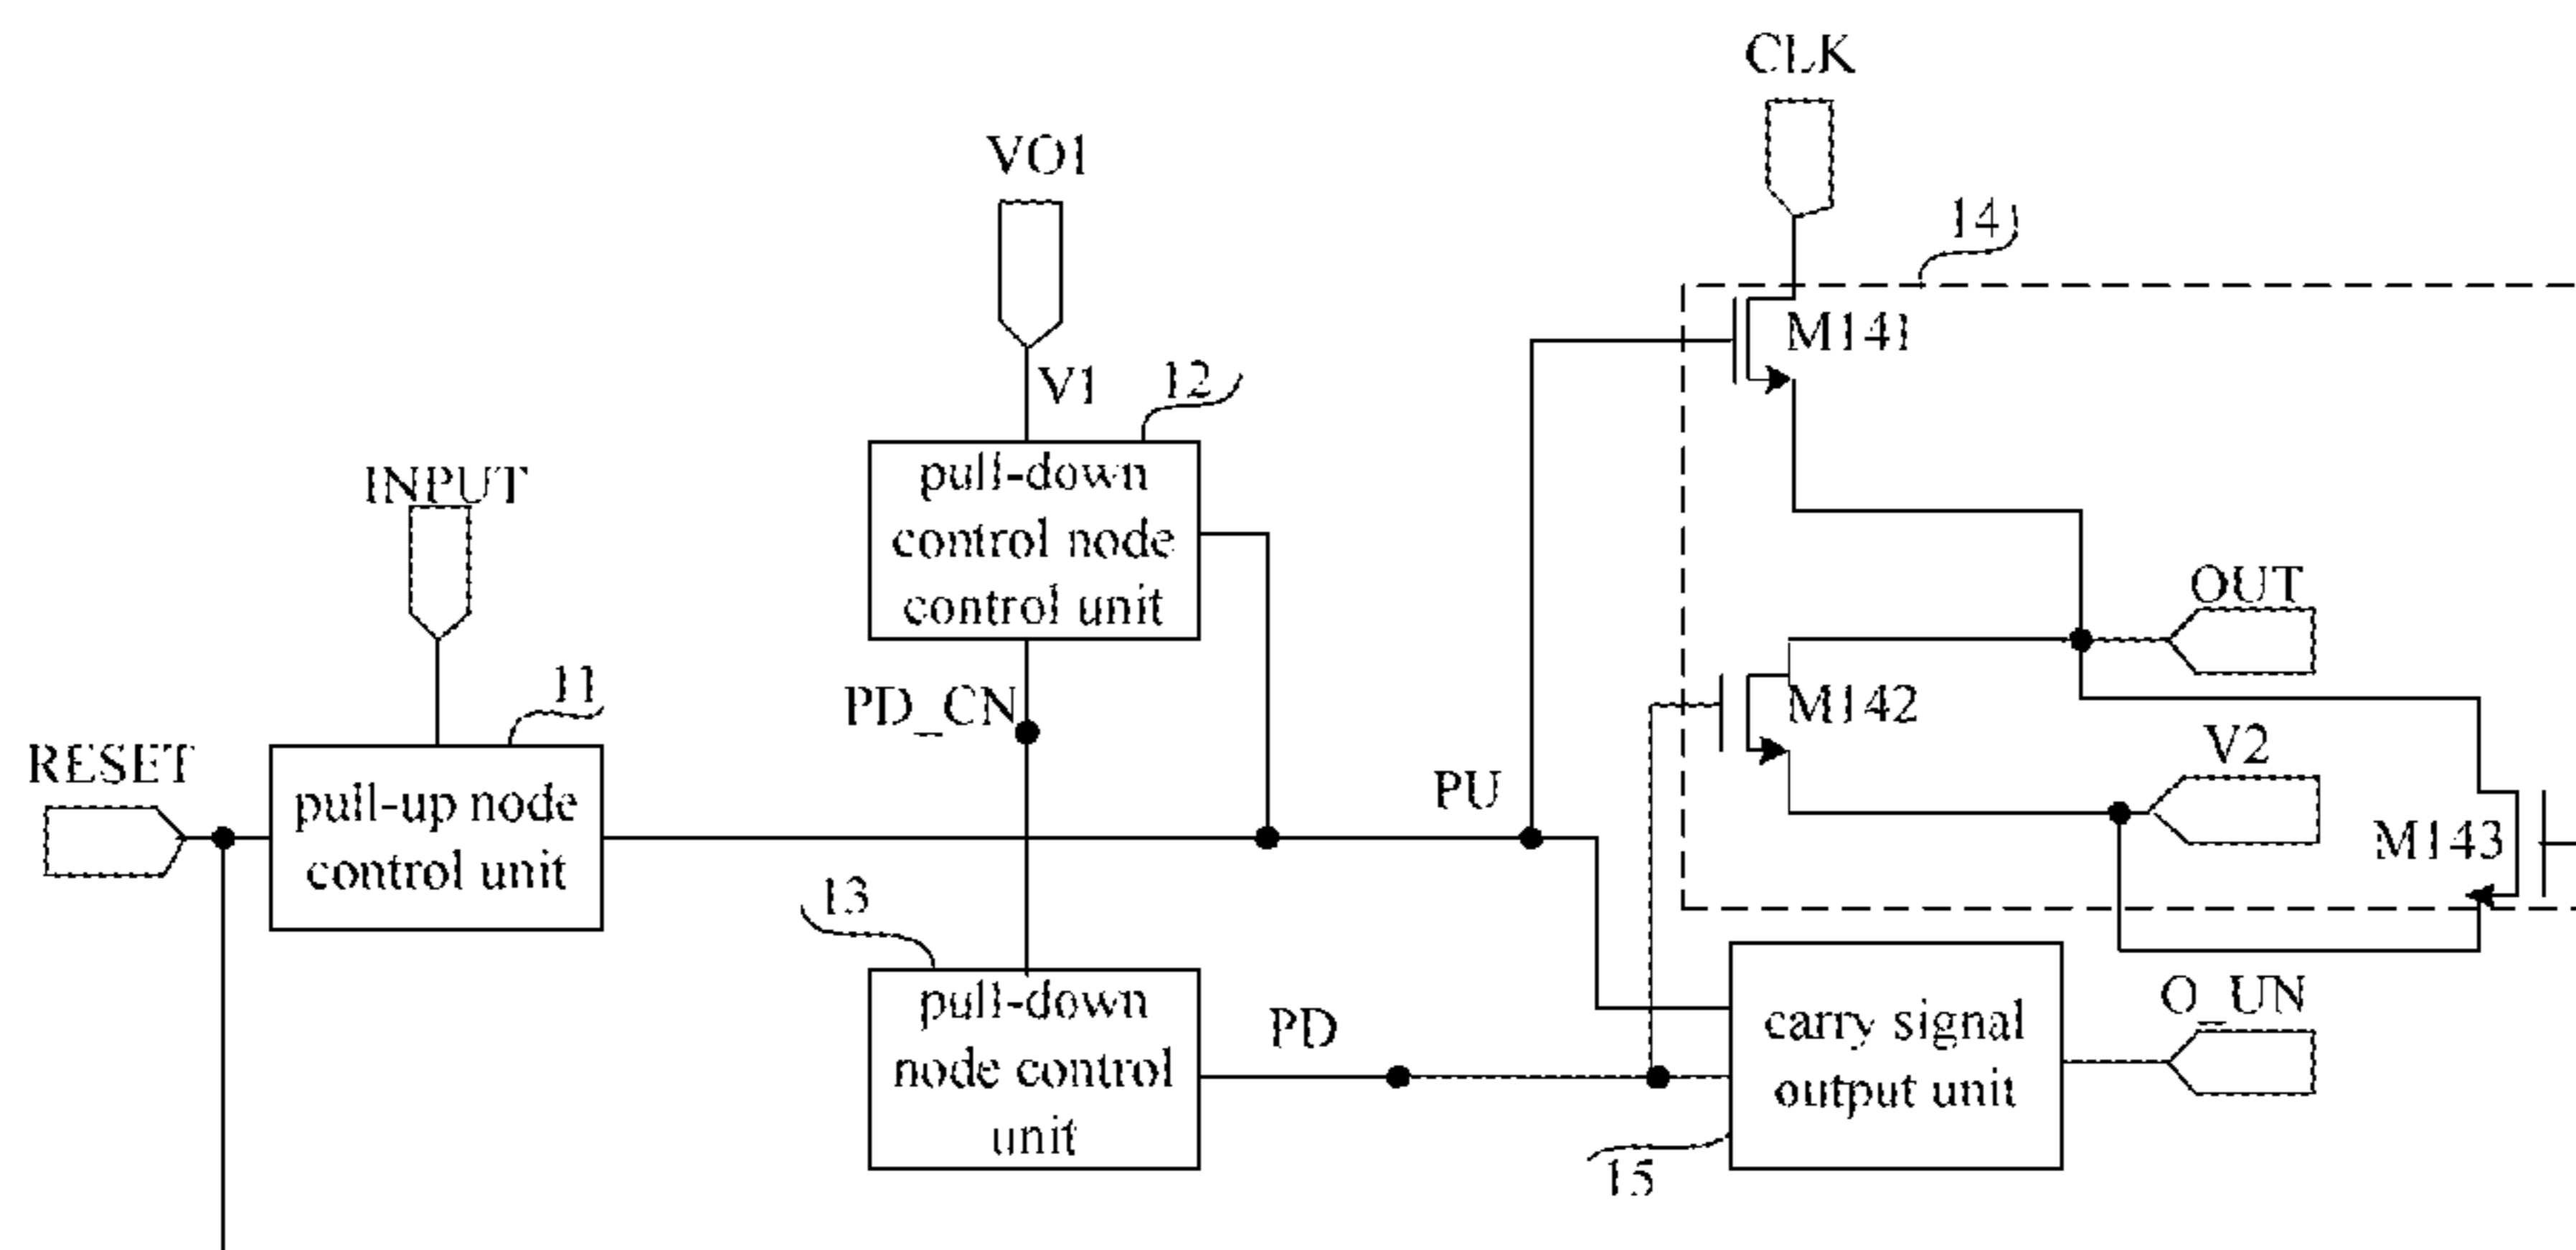 CLK
VO1
14
M141
V1
12
INPUT
pull-down
control node
control unit
OUT
11
PD_CN
M142
RESET
V2
pull-up node
control unit
PU
M143
13
pull-down
node control
unit
PD
O_UN
carry signal
output unit
15